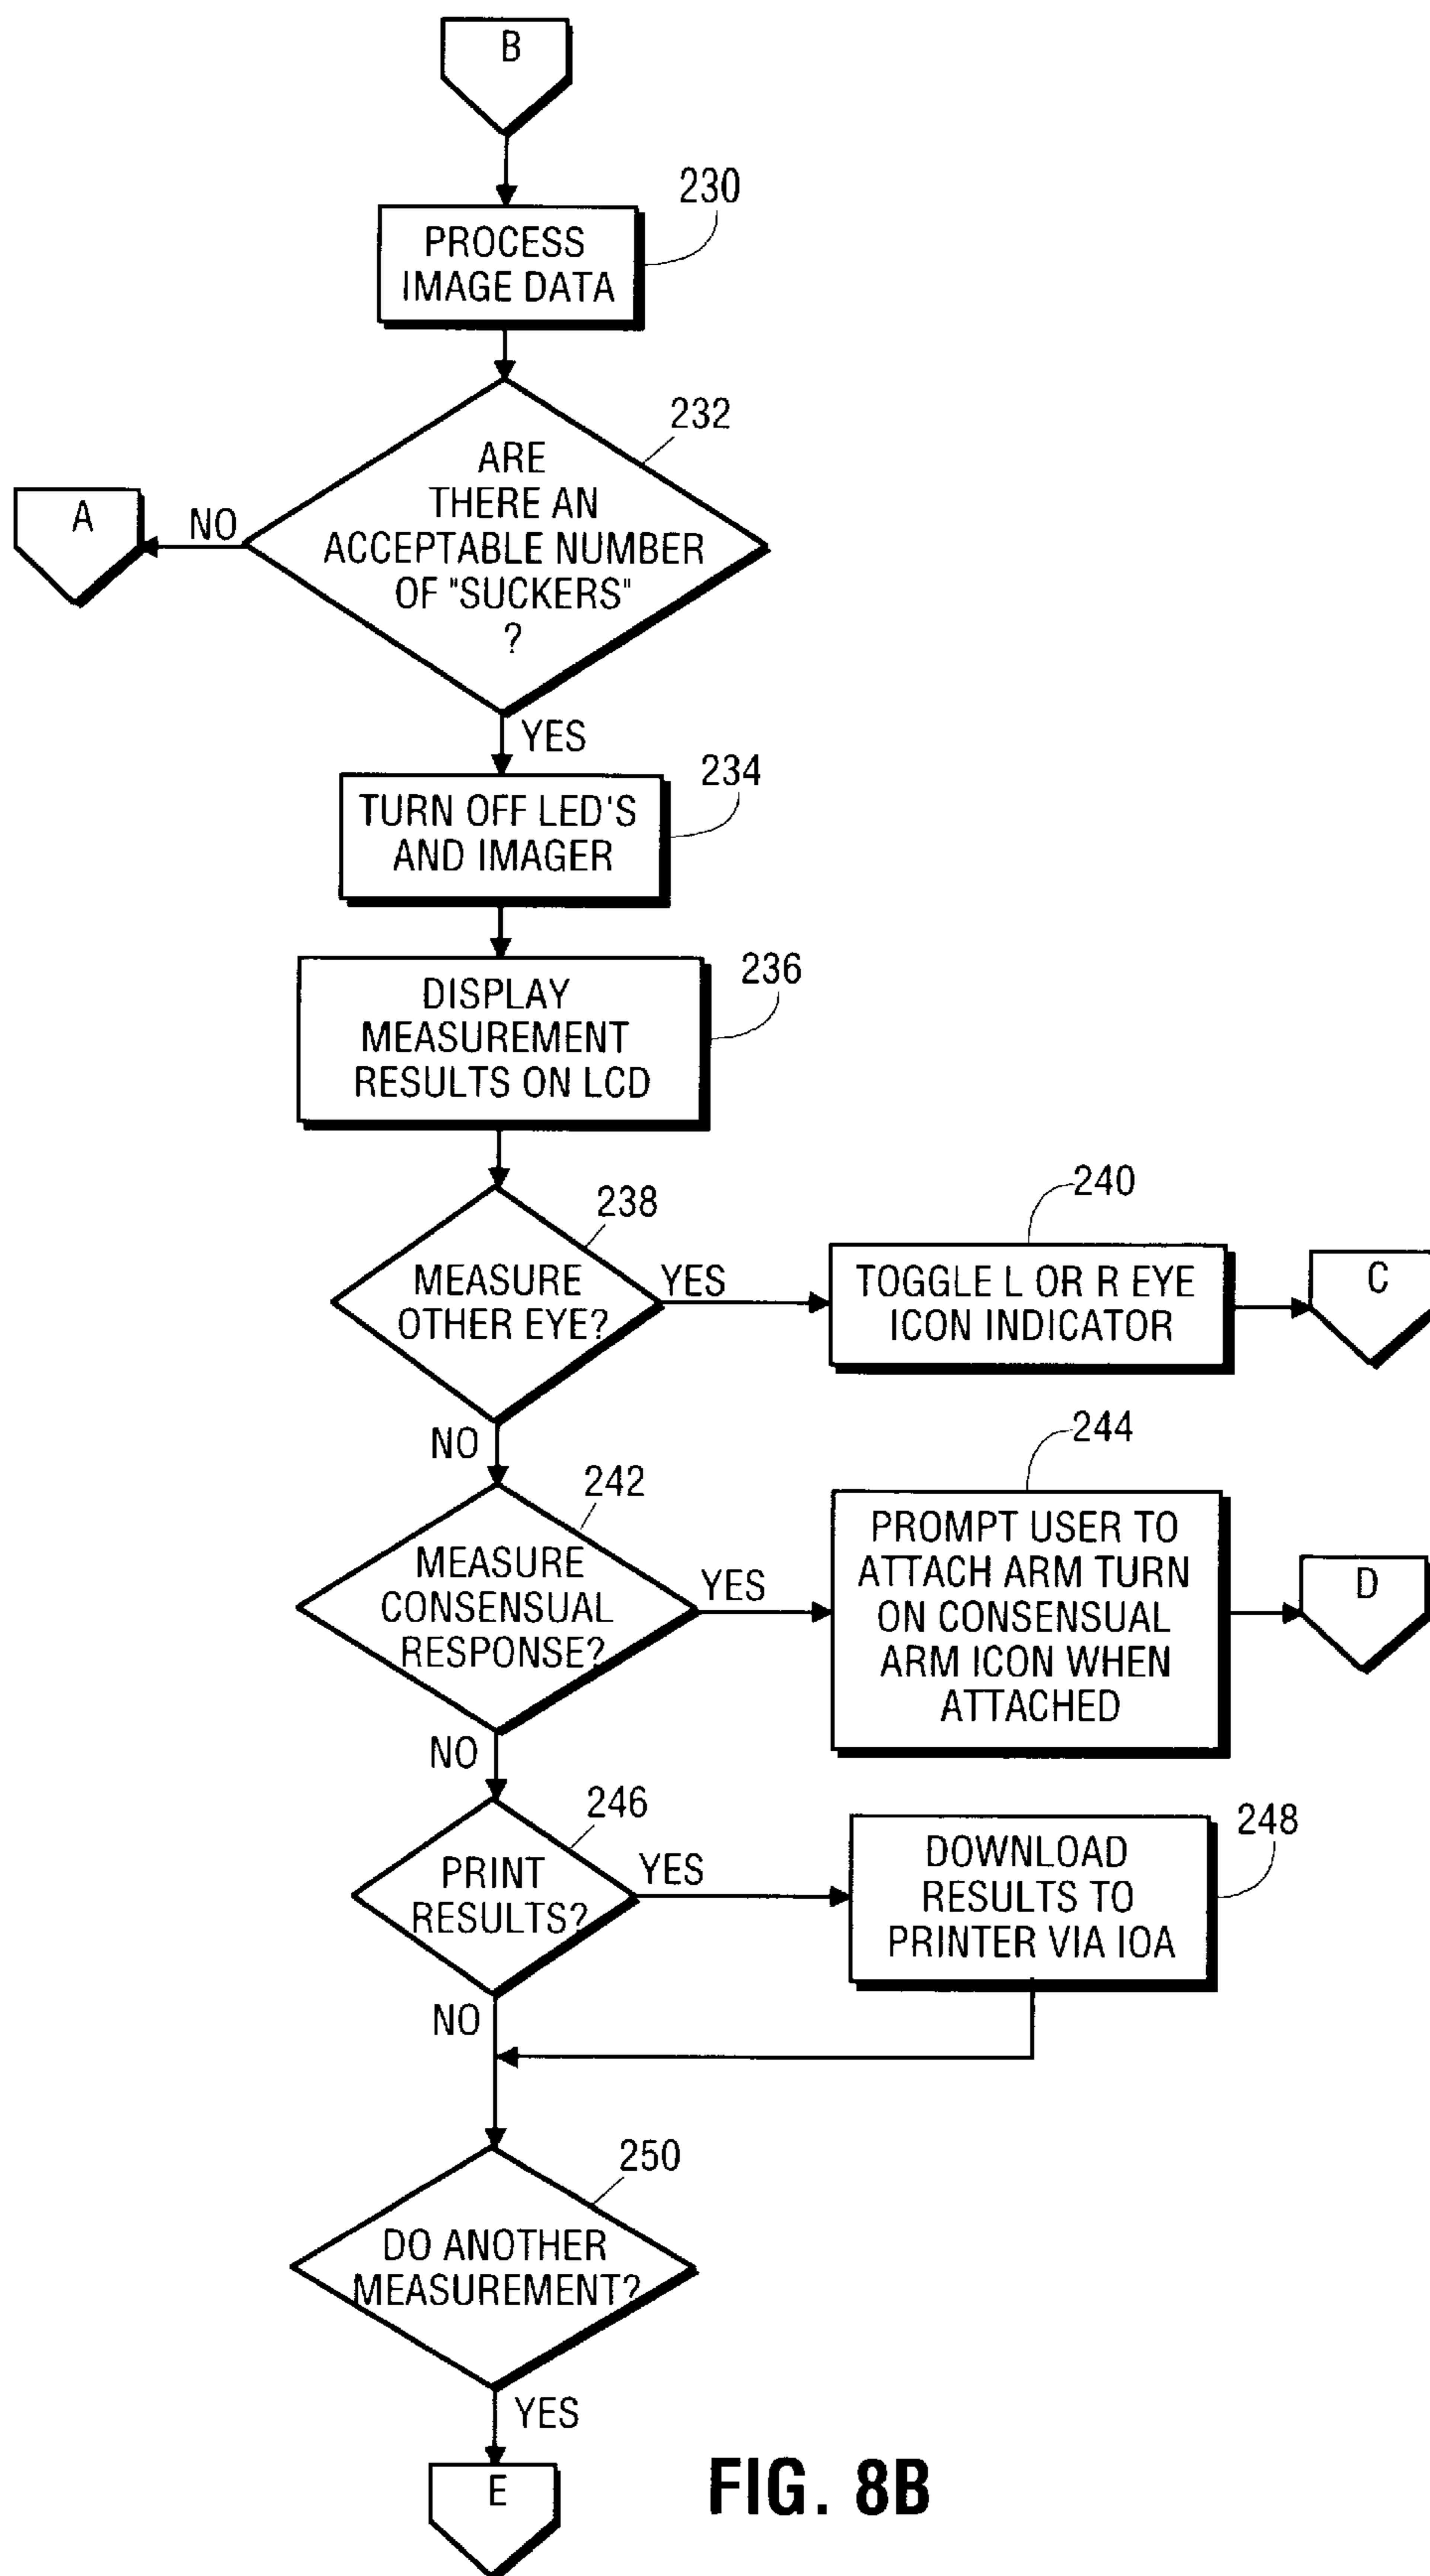 B
230
PROCESS
IMAGE DATA
232
ARE
THERE AN
ACCEPTABLE NUMBER
OF "SUCKERS"
?
A
NO
YES
234
TURN OFF LED'S
AND IMAGER
236
DISPLAY
MEASUREMENT
RESULTS ON LCD
238
MEASURE
OTHER EYE?
YES
240
TOGGLE L OR R EYE
ICON INDICATOR
C
NO
242
MEASURE
CONSENSUAL
RESPONSE?
YES
244
PROMPT USER TO
ATTACH ARM TURN
ON CONSENSUAL
ARM ICON WHEN
ATTACHED
D
NO
246
PRINT
RESULTS?
YES
248
DOWNLOAD
RESULTS TO
PRINTER VIA IOA
NO
250
DO ANOTHER
MEASUREMENT?
YES
E
FIG. 8B